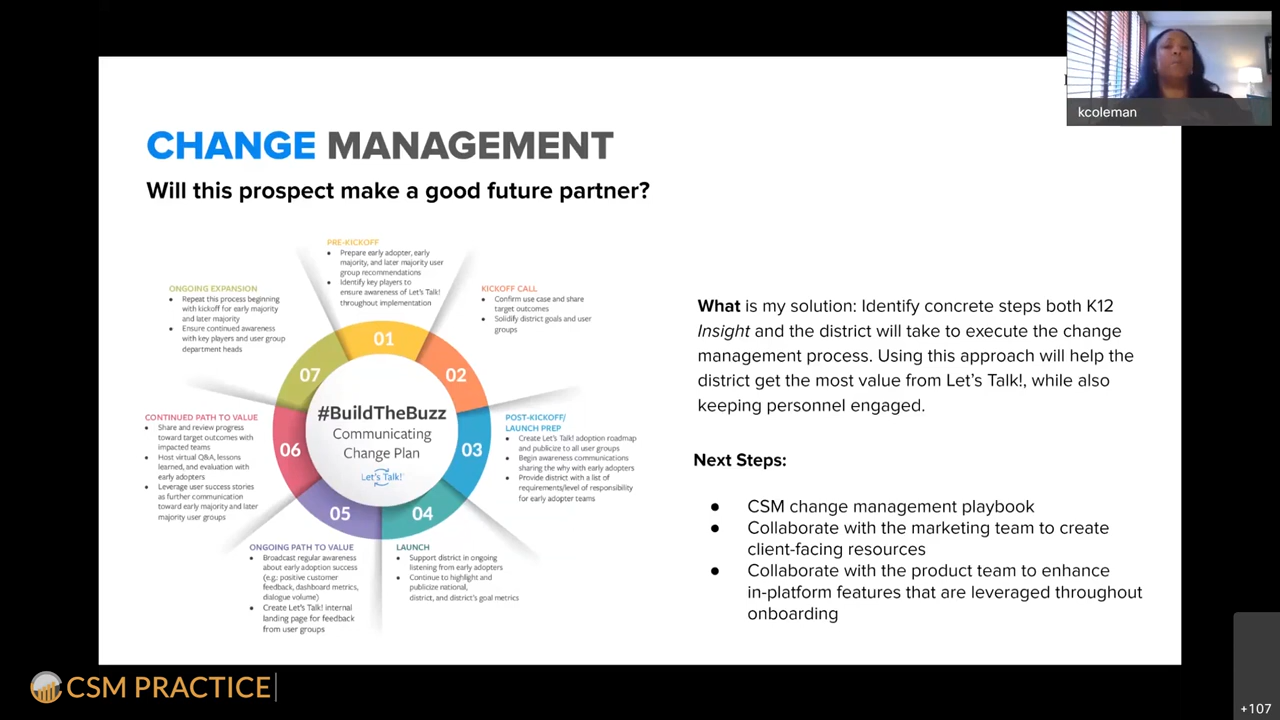 kcoleman
CHANGE MANAGEMENT
Will this prospect make a good future partner?
PRE-KICKOFF
• Prepare early adopter, early
majority, and later majority user
group recommendations
• Identify key players to
ensure awareness of Let's Talk!
throughout implementation
KICKOFF CALL
• Confirm use case and share
target outcomes
• Solidify district goals and user
groups
POST-KICKOFF/
LAUNCH PREP
• Create Let's Talk! adoption roadmap
and publicize to all user groups
• Begin awareness communications
sharing the why with early adopters
• Provide district with a list of
requirements/level of responsibility
for early adopter teams
LAUNCH
• Support district in ongoing
listening from early adopters
• Continue to highlight and
publicize national,
district, and district's goal metrics
ONGOING PATH TO VALUE
• Broadcast regular awareness
about early adoption success
(e.g.; positive customer
feedback, dashboard metrics,
dialogue volume)
• Create Let's Talk! internal
landing page for feedback
from user groups
CONTINUED PATH TO VALUE
• Share and review progress
toward target outcomes with
impacted teams
• Host virtual Q&A, lessons
learned, and evaluation with
early adopters
• Leverage user success stories
as further communication
toward early majority and later
majority user groups
ONGOING EXPANSION
• Repeat this process beginning
with kickoff for early majority
and later majority
• Ensure continued awareness
with key players and user group
department heads
01
02
03
04
05
06
07
#BuildTheBuzz
Communicating
Change Plan
Let's Talk!
What is my solution: Identify concrete steps both K12
Insight and the district will take to execute the change
management process. Using this approach will help the
district get the most value from Let's Talk!, while also
keeping personnel engaged.
Next Steps:
• CSM change management playbook
• Collaborate with the marketing team to create
client-facing resources
• Collaborate with the product team to enhance
in-platform features that are leveraged throughout
onboarding
CSM PRACTICE
+107